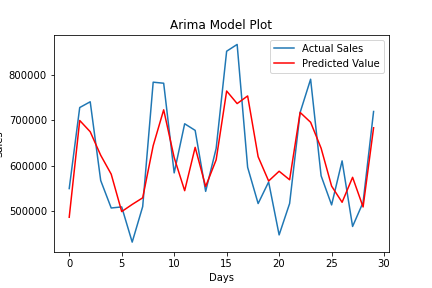 Arima Model Plot
Actual Sales
Predicted Value
800000
700000
600000
500000
Sales
0 5 10 15 20 25 30
Days